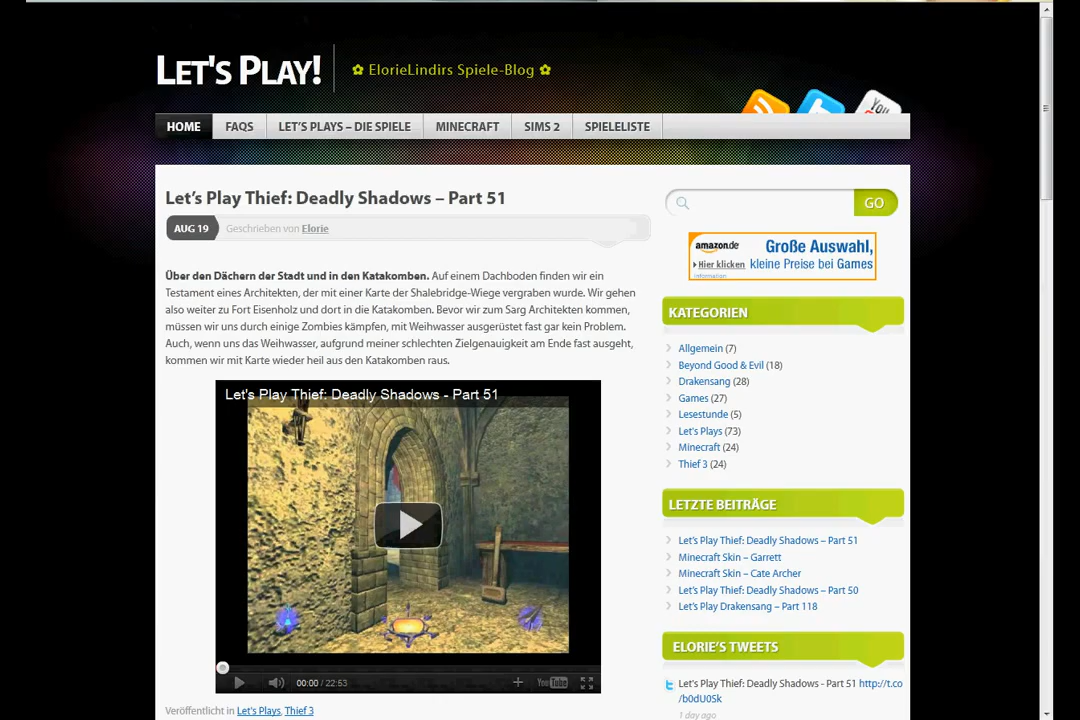 LET'S PLAY!
✿ ElorieLindirs Spiele-Blog ✿
You
HOME FAQS LET'S PLAYS – DIE SPIELE MINECRAFT SIMS 2 SPIELELISTE
Let's Play Thief: Deadly Shadows – Part 51
AUG 19 Geschrieben von Elorie
Über den Dächern der Stadt und in den Katakomben. Auf einem Dachboden finden wir ein
Testament eines Architekten, der mit einer Karte der Shalebridge-Wiege vergraben wurde. Wir gehen
also weiter zu Fort Eisenholz und dort in die Katakomben. Bevor wir zum Sarg Architekten kommen,
müssen wir uns durch einige Zombies kämpfen, mit Weihwasser ausgerüstet fast gar kein Problem.
Auch, wenn uns das Weihwasser, aufgrund meiner schlechten Zielgenauigkeit am Ende fast ausgeht,
kommen wir mit Karte wieder heil aus den Katakomben raus.
Let's Play Thief: Deadly Shadows - Part 51
00:00 / 22:53
YouTube
Veröffentlicht in Let's Plays, Thief 3
GO
amazon.de
Hier klicken
Information
Große Auswahl,
kleine Preise bei Games
KATEGORIEN
Allgemein (7)
Beyond Good & Evil (18)
Drakensang (28)
Games (27)
Lesestunde (5)
Let's Plays (73)
Minecraft (24)
Thief 3 (24)
LETZTE BEITRÄGE
Let's Play Thief: Deadly Shadows – Part 51
Minecraft Skin – Garrett
Minecraft Skin – Cate Archer
Let's Play Thief: Deadly Shadows – Part 50
Let's Play Drakensang – Part 118
ELORIE'S TWEETS
Let's Play Thief: Deadly Shadows - Part 51 http://t.co
/b0dU0Sk
1 day ago